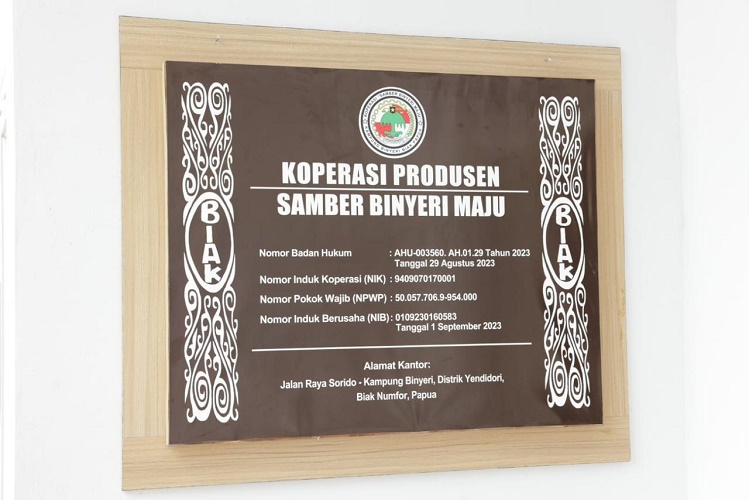 KOPERASI PRODUSEN
SAMBER BINYERI MAJU
BIAK
BIAK
Nomor Badan Hukum : AHU-003560. AH.01.29 Tahun 2023
Tanggal 29 Agustus 2023
Nomor Induk Koperasi (NIK) : 9409070170001
Nomor Pokok Wajib (NPWP) : 50.057.706.9-954.000
Nomor Induk Berusaha (NIB) : 0109230160583
Tanggal 1 September 2023
Alamat Kantor:
Jalan Raya Sorido - Kampung Binyeri, Distrik Yendidori,
Biak Numfor, Papua